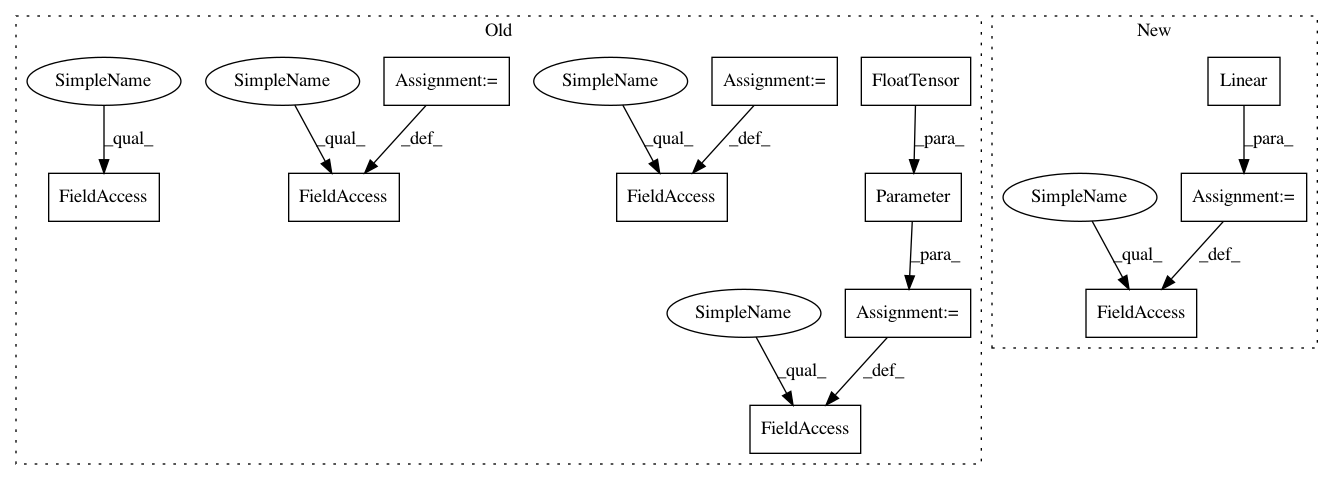 Old
New
SimpleName
SimpleName
Assignment:=
SimpleName
Assignment:=
FloatTensor
Linear
_qual_
_qual_
_def_
_qual_
_def_
_para_
_para_
FieldAccess
FieldAccess
FieldAccess
Parameter
SimpleName
Assignment:=
_para_
_qual_
_def_
SimpleName
Assignment:=
FieldAccess
_qual_
_def_
FieldAccess